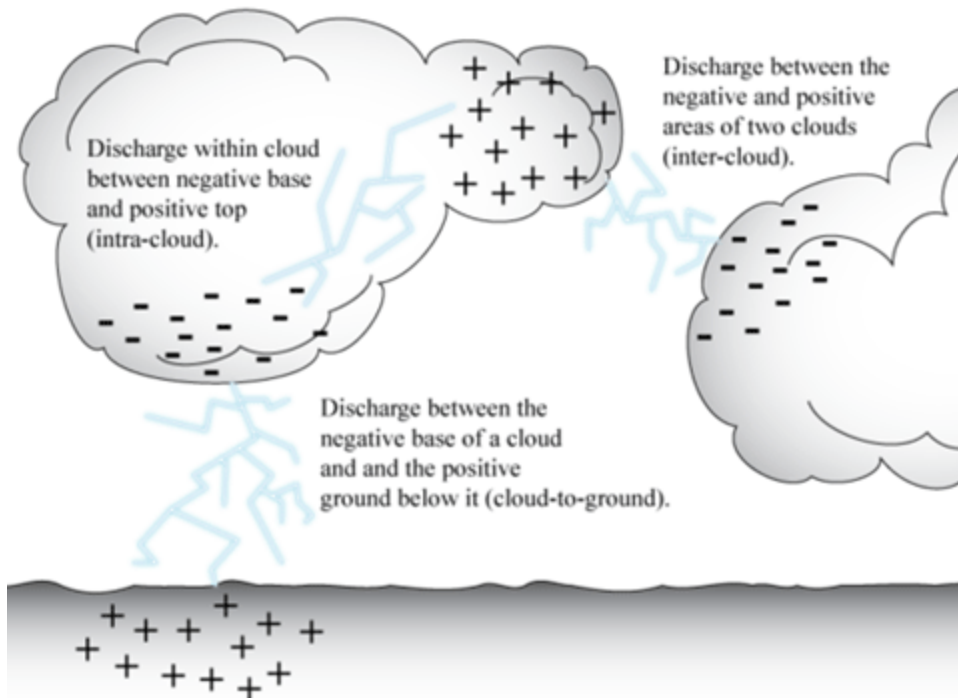 Discharge within cloud
between negative base
and positive top
(intra-cloud).
Discharge between the
negative and positive
areas of two clouds
(inter-cloud).
Discharge between the
negative base of a cloud
and and the positive
ground below it (cloud-to-ground).